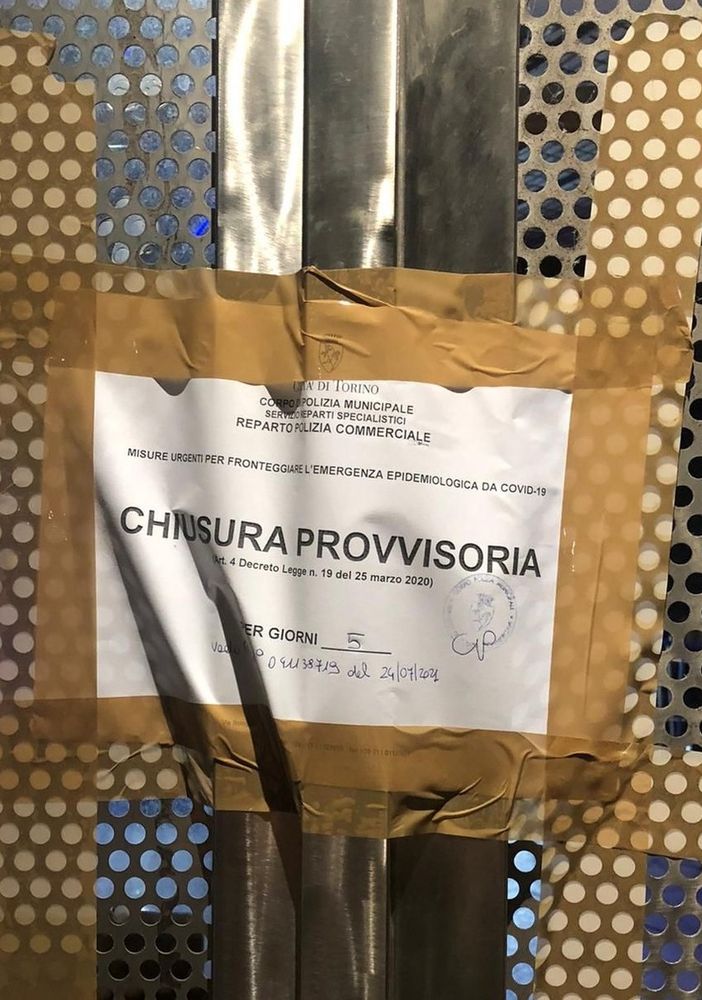 CITTA' DI TORINO
CORPO DI POLIZIA MUNICIPALE
SERVIZIO REPARTI SPECIALISTICI
REPARTO POLIZIA COMMERCIALE
MISURE URGENTI PER FRONTEGGIARE L'EMERGENZA EPIDEMIOLOGICA DA COVID-19
CHIUSURA PROVVISORIA
(Art. 4 Decreto Legge n. 19 del 25 marzo 2020)
PER GIORNI 5
del 24/07/2021